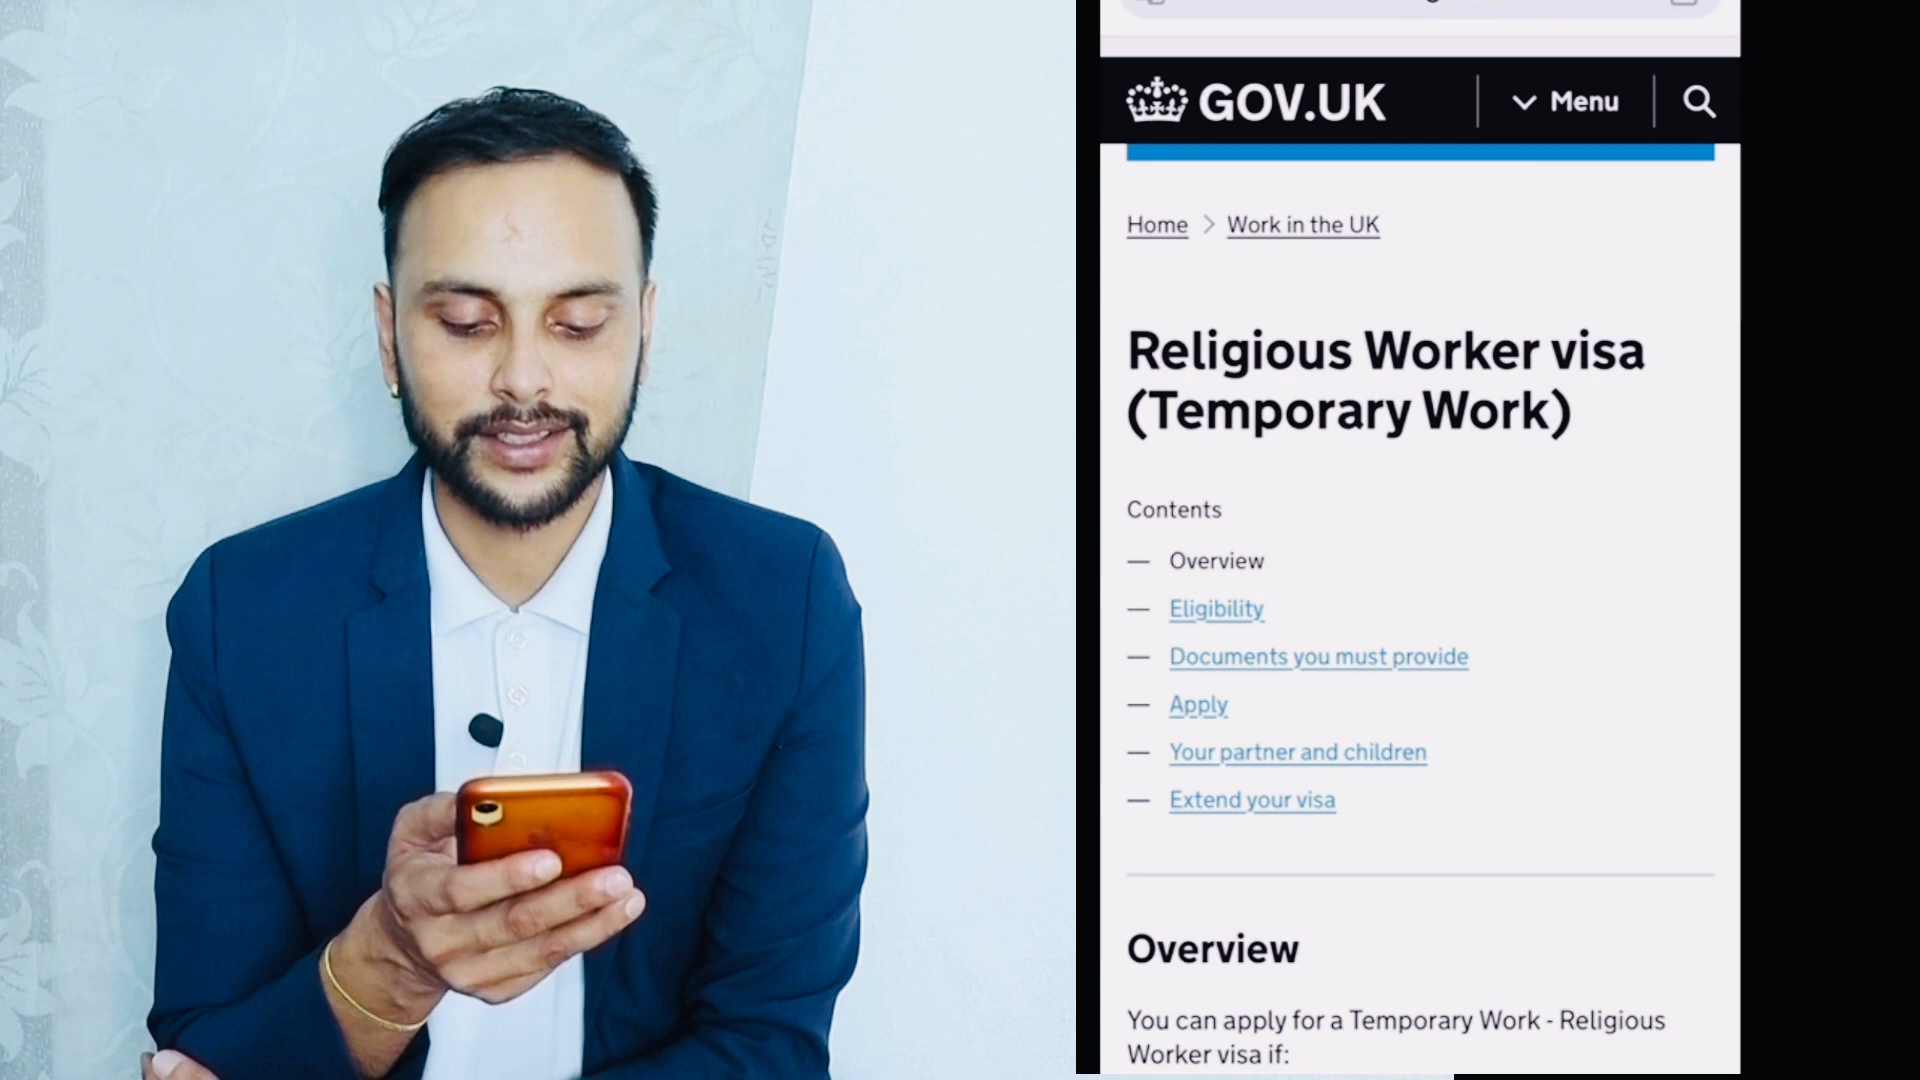 GOV.UK
Menu
Home > Work in the UK
Religious Worker visa
(Temporary Work)
Contents
— Overview
— Eligibility
— Documents you must provide
— Apply
— Your partner and children
— Extend your visa
Overview
You can apply for a Temporary Work - Religious
Worker visa if: